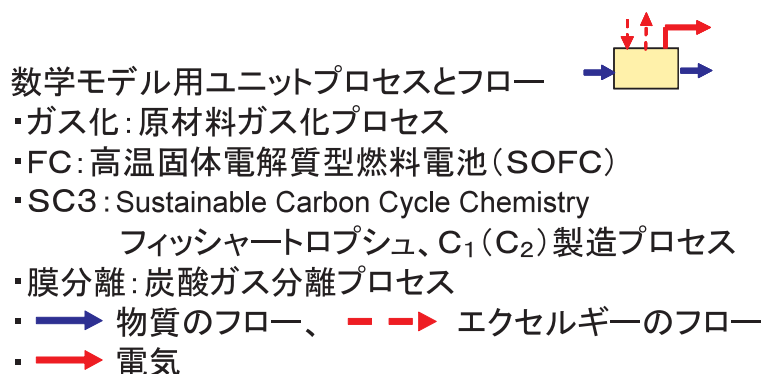 数学モデル用ユニットプロセスとフロー
・ガス化：原材料ガス化プロセス
・FC：高温固体電解質型燃料電池（SOFC）
・SC3：Sustainable Carbon Cycle Chemistry
フィッシャートロプシュ、C₁（C₂）製造プロセス
・膜分離：炭酸ガス分離プロセス
・ 物質のフロー、 エクセルギーのフロー
・ 電気